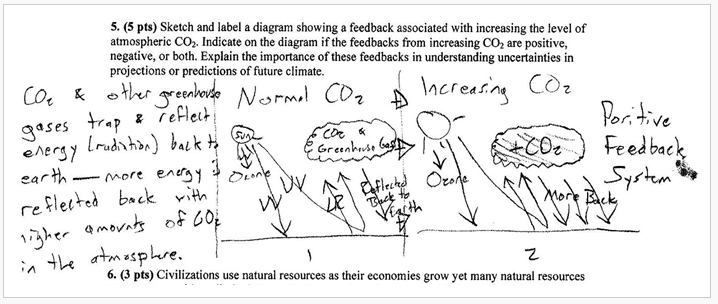 5. (5 pts) Sketch and label a diagram showing a feedback associated with increasing the level of
atmospheric CO₂. Indicate on the diagram if the feedbacks from increasing CO₂ are positive,
negative, or both. Explain the importance of these feedbacks in understanding uncertainties in
projections or predictions of future climate.
CO₂ & other greenhouse
gases trap & reflect
energy (radiation) back to
earth — more energy is
reflected back with
higher amounts of CO₂
in the atmosphere.
Normal CO₂
Sun
CO₂ &
Greenhouse Gas
Ozone
UV
UV
IR
Reflected
Back to
Earth
1
Increasing CO₂
+CO₂
Ozone
More Back
2
Positive
Feedback
System
6. (3 pts) Civilizations use natural resources as their economies grow yet many natural resources